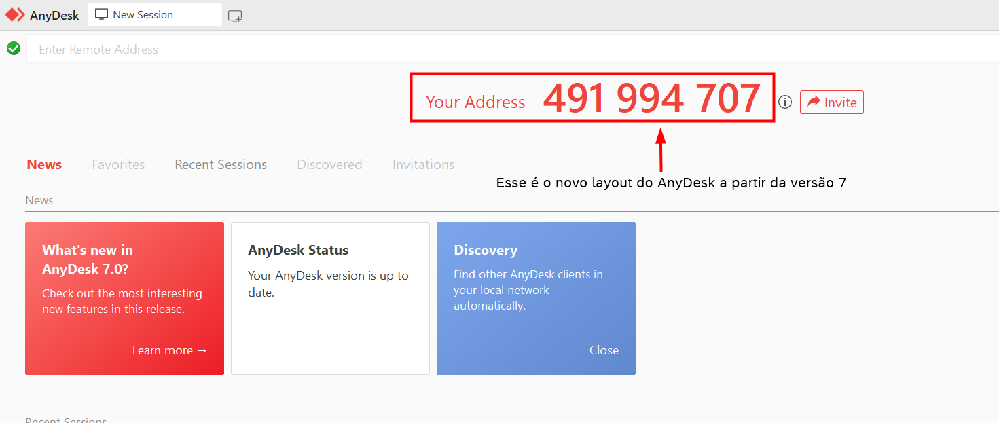 AnyDesk New Session
Enter Remote Address
Your Address 491 994 707 Invite
News Favorites Recent Sessions Discovered Invitations
Esse é o novo layout do AnyDesk a partir da versão 7
News
What's new in
AnyDesk 7.0?
Check out the most interesting
new features in this release.
Learn more →
AnyDesk Status
Your AnyDesk version is up to
date.
Discovery
Find other AnyDesk clients in
your local network
automatically.
Close
Recent Sessions